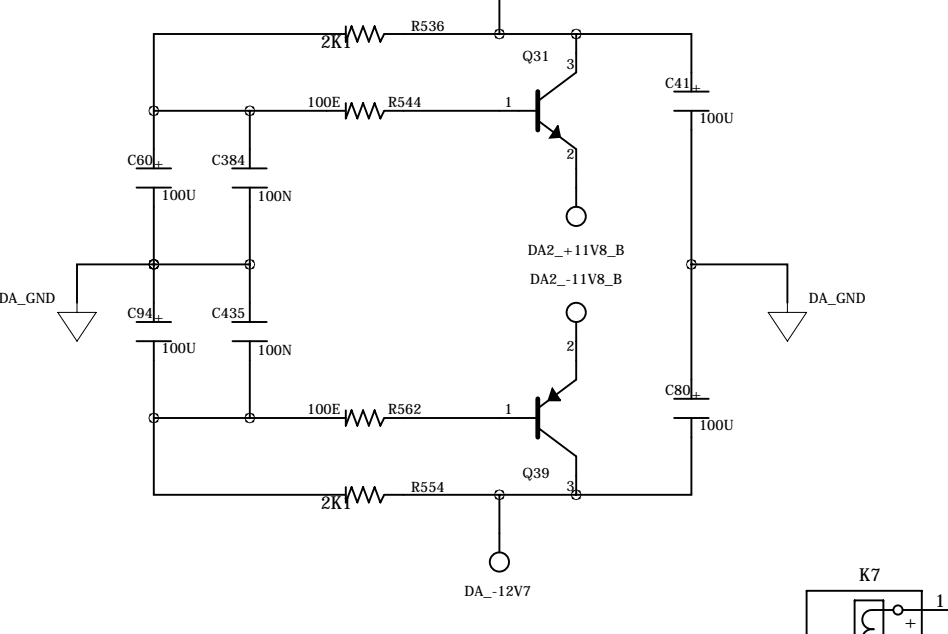 R536
2K1
Q31
3
C41
+
100E
R544
1
100U
2
C60
+
C384
100U
100N
DA2_+11V8_B
DA2_-11V8_B
DA_GND
DA_GND
C94
+
C435
100U
100N
2
C80
+
100E
R562
1
100U
Q39
3
R554
2K1
DA_-12V7
K7
1
+